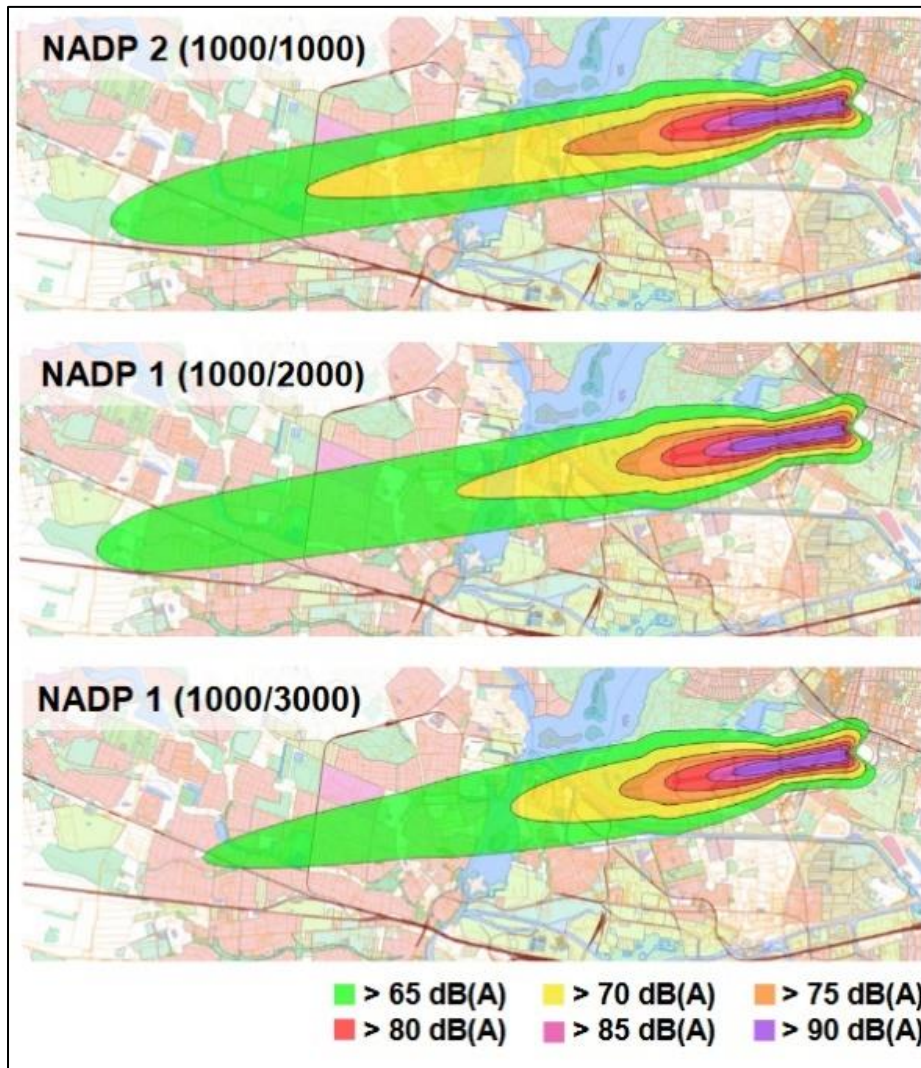 NADP 2 (1000/1000)
NADP 1 (1000/2000)
NADP 1 (1000/3000)
> 65 dB(A) > 70 dB(A) > 75 dB(A)
> 80 dB(A) > 85 dB(A) > 90 dB(A)